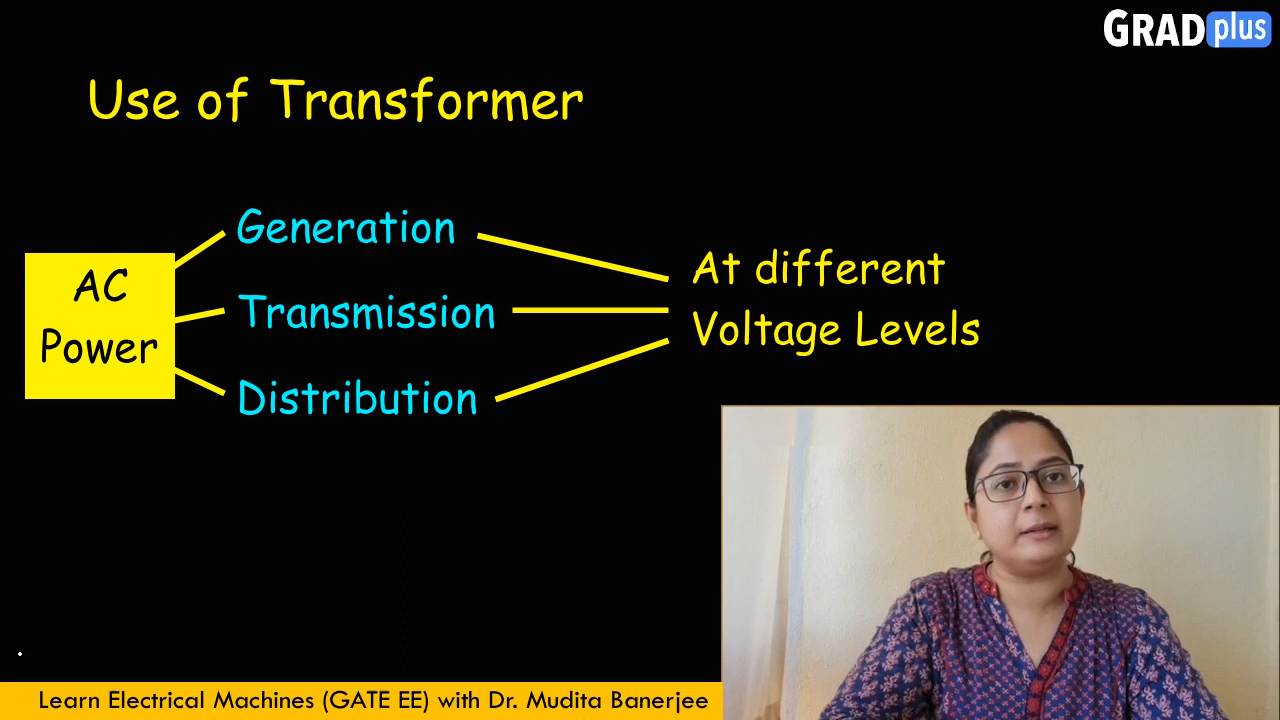 GRADplus
Use of Transformer
Generation
AC
Power
Transmission
Distribution
At different
Voltage Levels
Learn Electrical Machines (GATE EE) with Dr. Mudita Banerjee